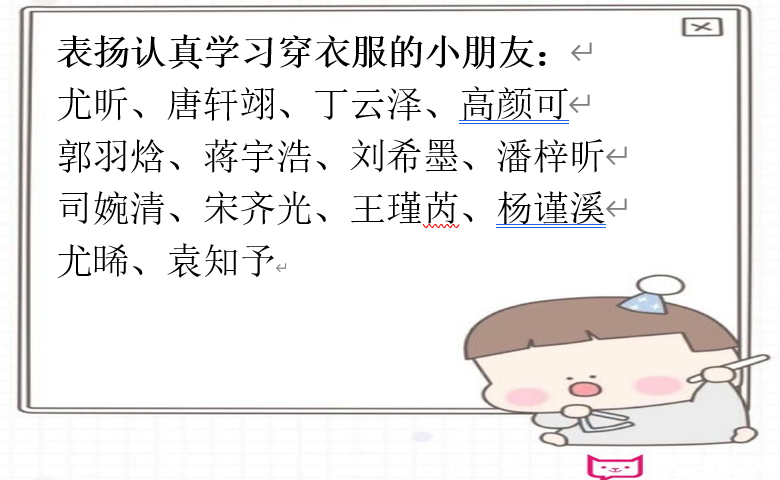 表扬认真学习穿衣服的小朋友：
尤昕、唐轩翊、丁云泽、高颜可
郭羽焓、蒋宇浩、刘希墨、潘梓昕
司婉清、宋齐光、王瑾芮、杨谨溪
尤晞、袁知予